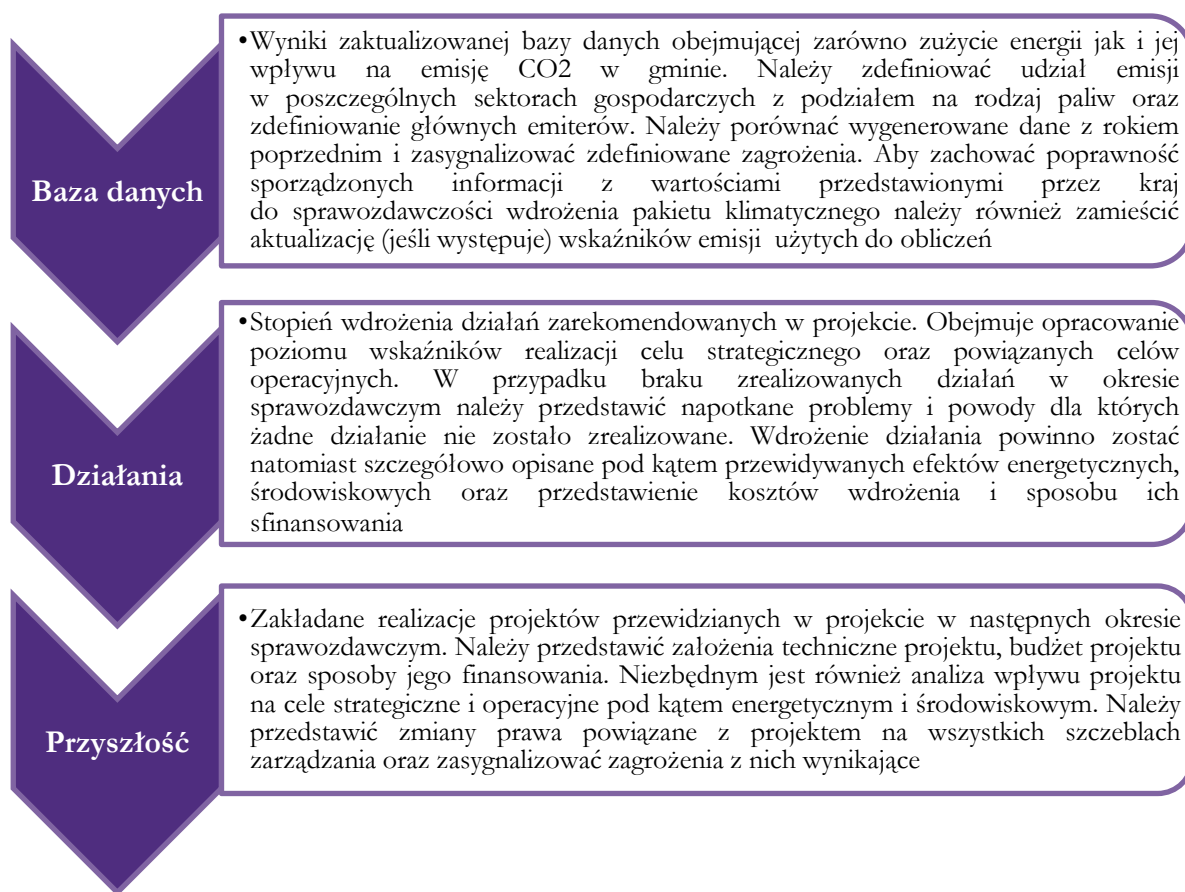 Baza danych
•Wyniki zaktualizowanej bazy danych obejmującej zarówno zużycie energii jak i jej
wpływu na emisję CO2 w gminie. Należy zdefiniować udział emisji
w poszczególnych sektorach gospodarczych z podziałem na rodzaj paliw oraz
zdefiniowanie głównych emiterów. Należy porównać wygenerowane dane z rokiem
poprzednim i zasygnalizować zdefiniowane zagrożenia. Aby zachować poprawność
sporządzonych informacji z wartościami przedstawionymi przez kraj
do sprawozdawczości wdrożenia pakietu klimatycznego należy również zamieścić
aktualizację (jeśli występuje) wskaźników emisji użytych do obliczeń
Działania
•Stopień wdrożenia działań zarekomendowanych w projekcie. Obejmuje opracowanie
poziomu wskaźników realizacji celu strategicznego oraz powiązanych celów
operacyjnych. W przypadku braku zrealizowanych działań w okresie
sprawozdawczym należy przedstawić napotkane problemy i powody dla których
żadne działanie nie zostało zrealizowane. Wdrożenie działania powinno zostać
natomiast szczegółowo opisane pod kątem przewidywanych efektów energetycznych,
środowiskowych oraz przedstawienie kosztów wdrożenia i sposobu ich
sfinansowania
Przyszłość
•Zakładane realizacje projektów przewidzianych w projekcie w następnych okresie
sprawozdawczym. Należy przedstawić założenia techniczne projektu, budżet projektu
oraz sposoby jego finansowania. Niezbędnym jest również analiza wpływu projektu
na cele strategiczne i operacyjne pod kątem energetycznym i środowiskowym. Należy
przedstawić zmiany prawa powiązane z projektem na wszystkich szczeblach
zarządzania oraz zasygnalizować zagrożenia z nich wynikające